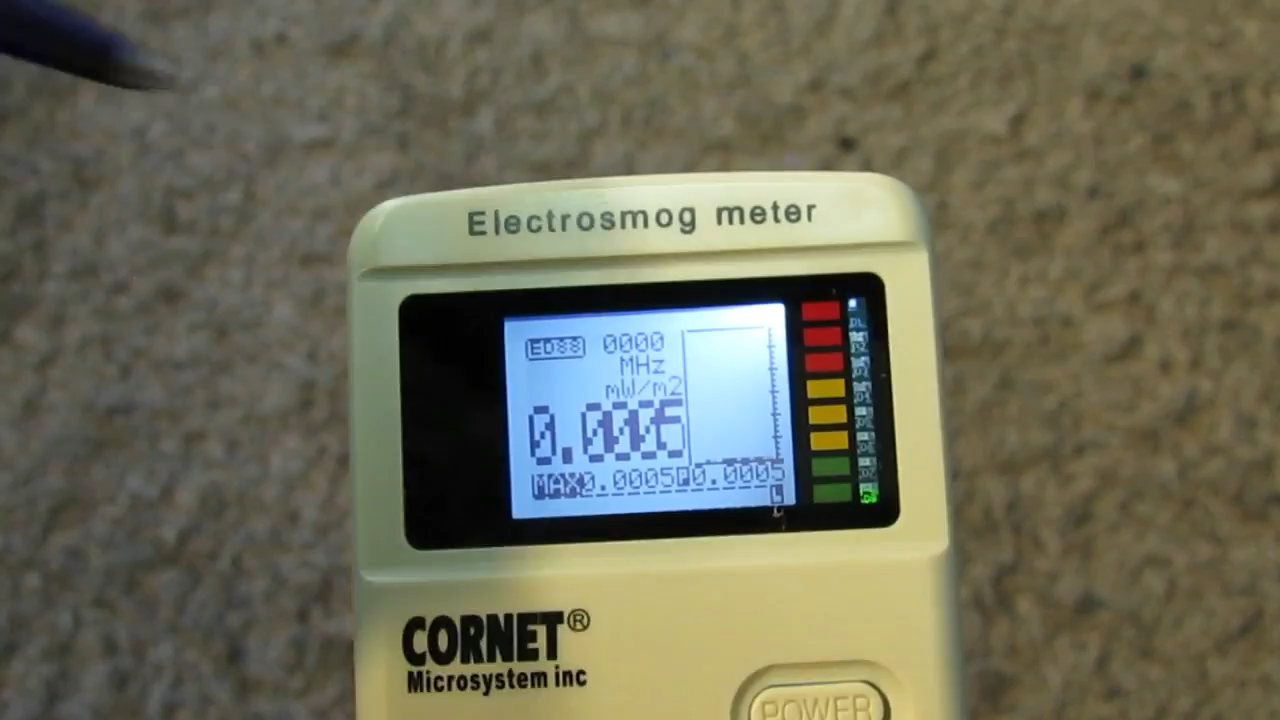 Electrosmog meter
ED88 0000
MHz
mW/m2
0.0005
MAX0.0005P0.0005
L
CORNET®
Microsystem inc
POWER